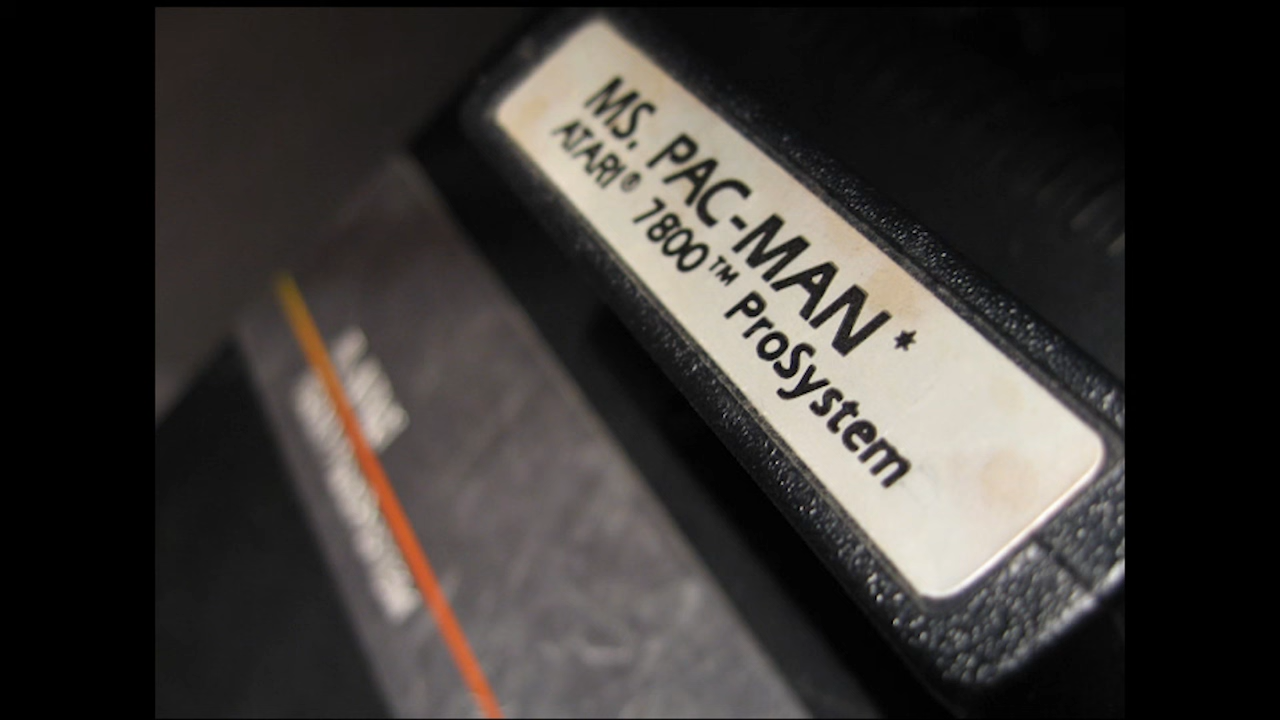 MS. PAC-MAN*
ATARI® 7800™ ProSystem